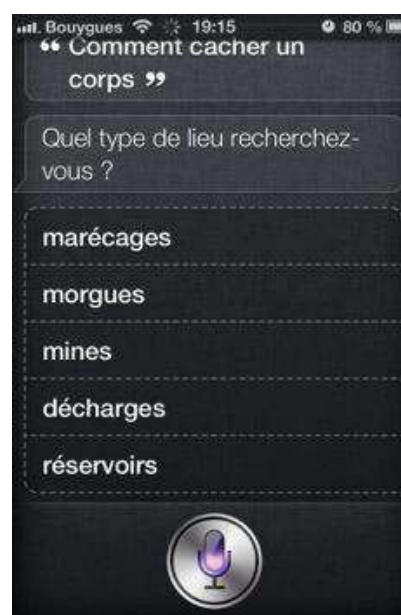 Bouygues 19:15 80 %
“ Comment cacher un
corps ”
Quel type de lieu recherchez-
vous ?
marécages
morgues
mines
décharges
réservoirs